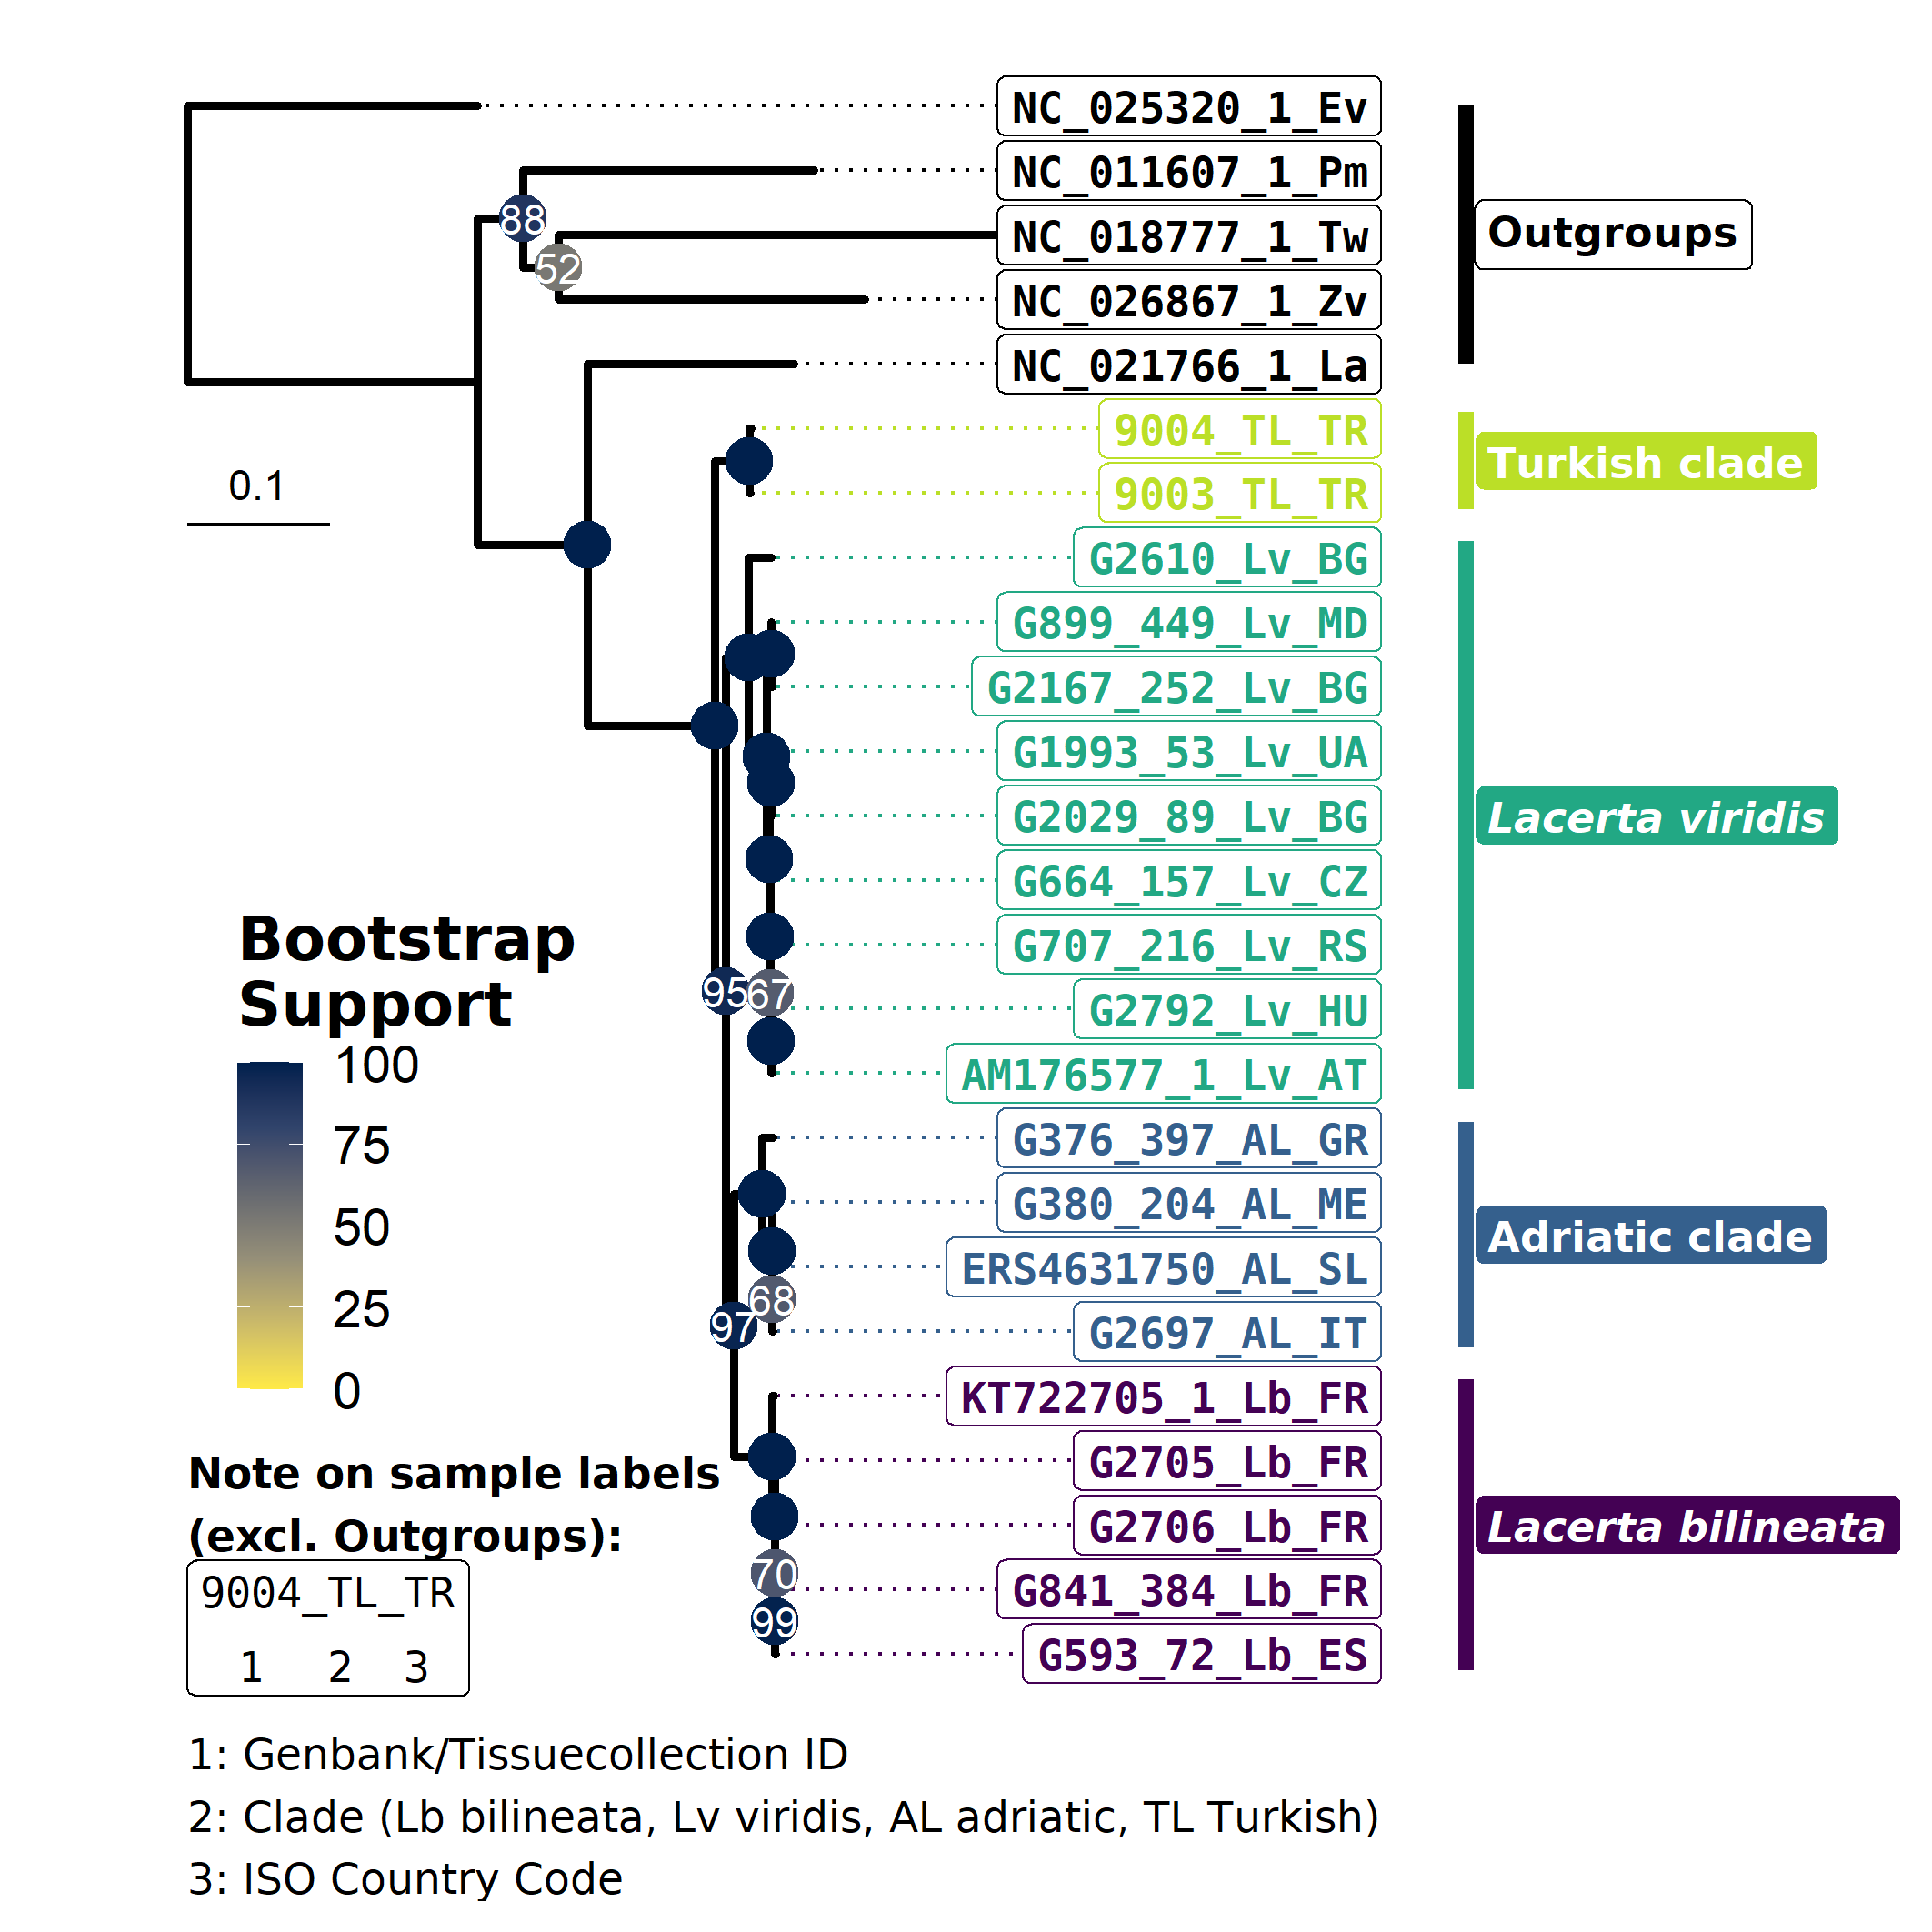 NC_025320_1_Ev
NC_011607_1_Pm
88
NC_018777_1_Tw
Outgroups
52
NC_026867_1_Zv
NC_021766_1_La
9004_TL_TR
Turkish clade
0.1
9003_TL_TR
G2610_Lv_BG
G899_449_Lv_MD
G2167_252_Lv_BG
G1993_53_Lv_UA
G2029_89_Lv_BG
Lacerta viridis
G664_157_Lv_CZ
G707_216_Lv_RS
95
67
G2792_Lv_HU
AM176577_1_Lv_AT
Bootstrap
Support
100
75
50
25
0
G376_397_AL_GR
G380_204_AL_ME
Adriatic clade
ERS4631750_AL_SL
68
97
G2697_AL_IT
KT722705_1_Lb_FR
G2705_Lb_FR
G2706_Lb_FR
Lacerta bilineata
70
G841_384_Lb_FR
99
G593_72_Lb_ES
Note on sample labels
(excl. Outgroups):
9004_TL_TR
1 2 3
1: Genbank/Tissuecollection ID
2: Clade (Lb bilineata, Lv viridis, AL adriatic, TL Turkish)
3: ISO Country Code